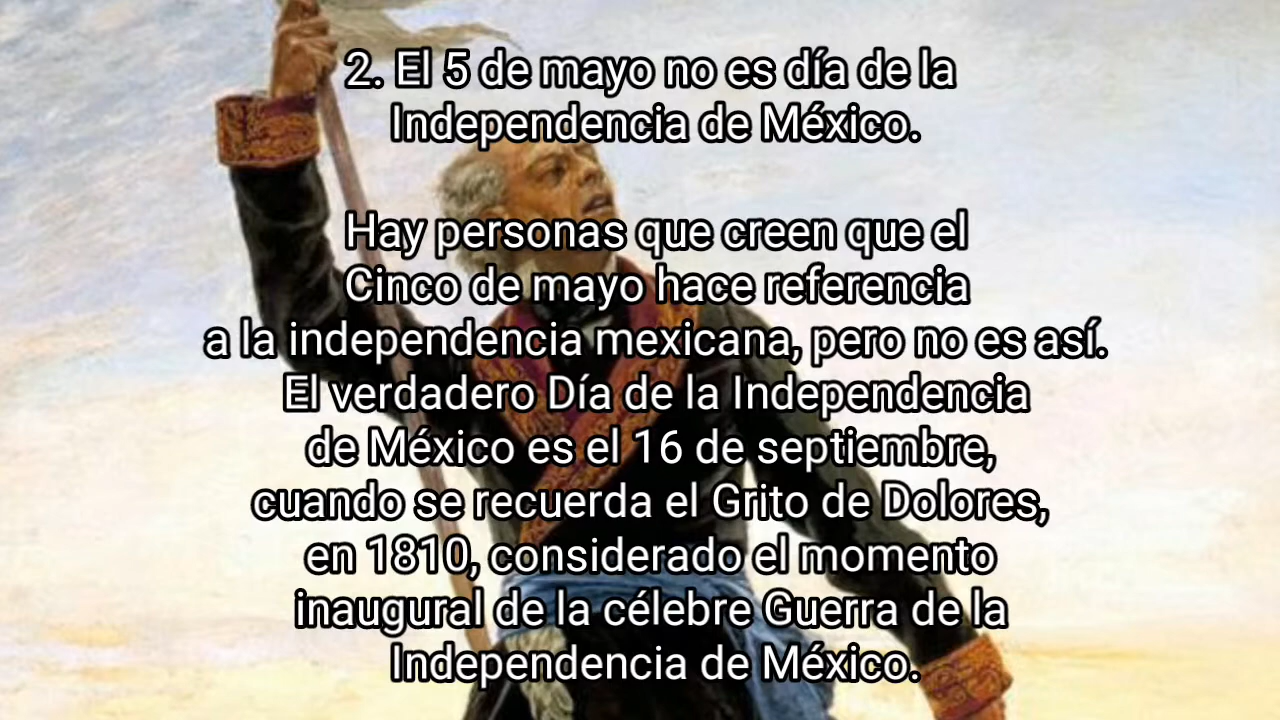 2. El 5 de mayo no es día de la
Independencia de México.
Hay personas que creen que el
Cinco de mayo hace referencia
a la independencia mexicana, pero no es así.
El verdadero Día de la Independencia
de México es el 16 de septiembre,
cuando se recuerda el Grito de Dolores,
en 1810, considerado el momento
inaugural de la célebre Guerra de la
Independencia de México.